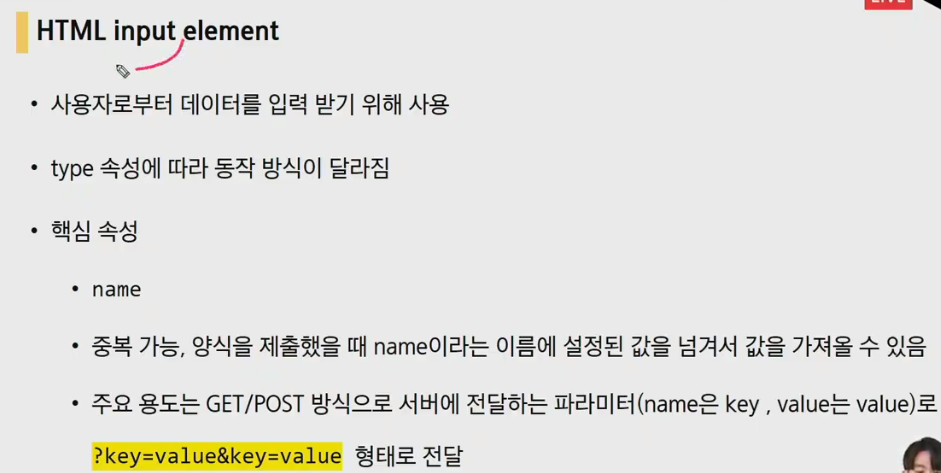 LIVE
HTML input element
• 사용자로부터 데이터를 입력 받기 위해 사용
• type 속성에 따라 동작 방식이 달라짐
• 핵심 속성
• name
• 중복 가능, 양식을 제출했을 때 name이라는 이름에 설정된 값을 넘겨서 값을 가져올 수 있음
• 주요 용도는 GET/POST 방식으로 서버에 전달하는 파라미터(name은 key , value는 value)로
?key=value&key=value 형태로 전달